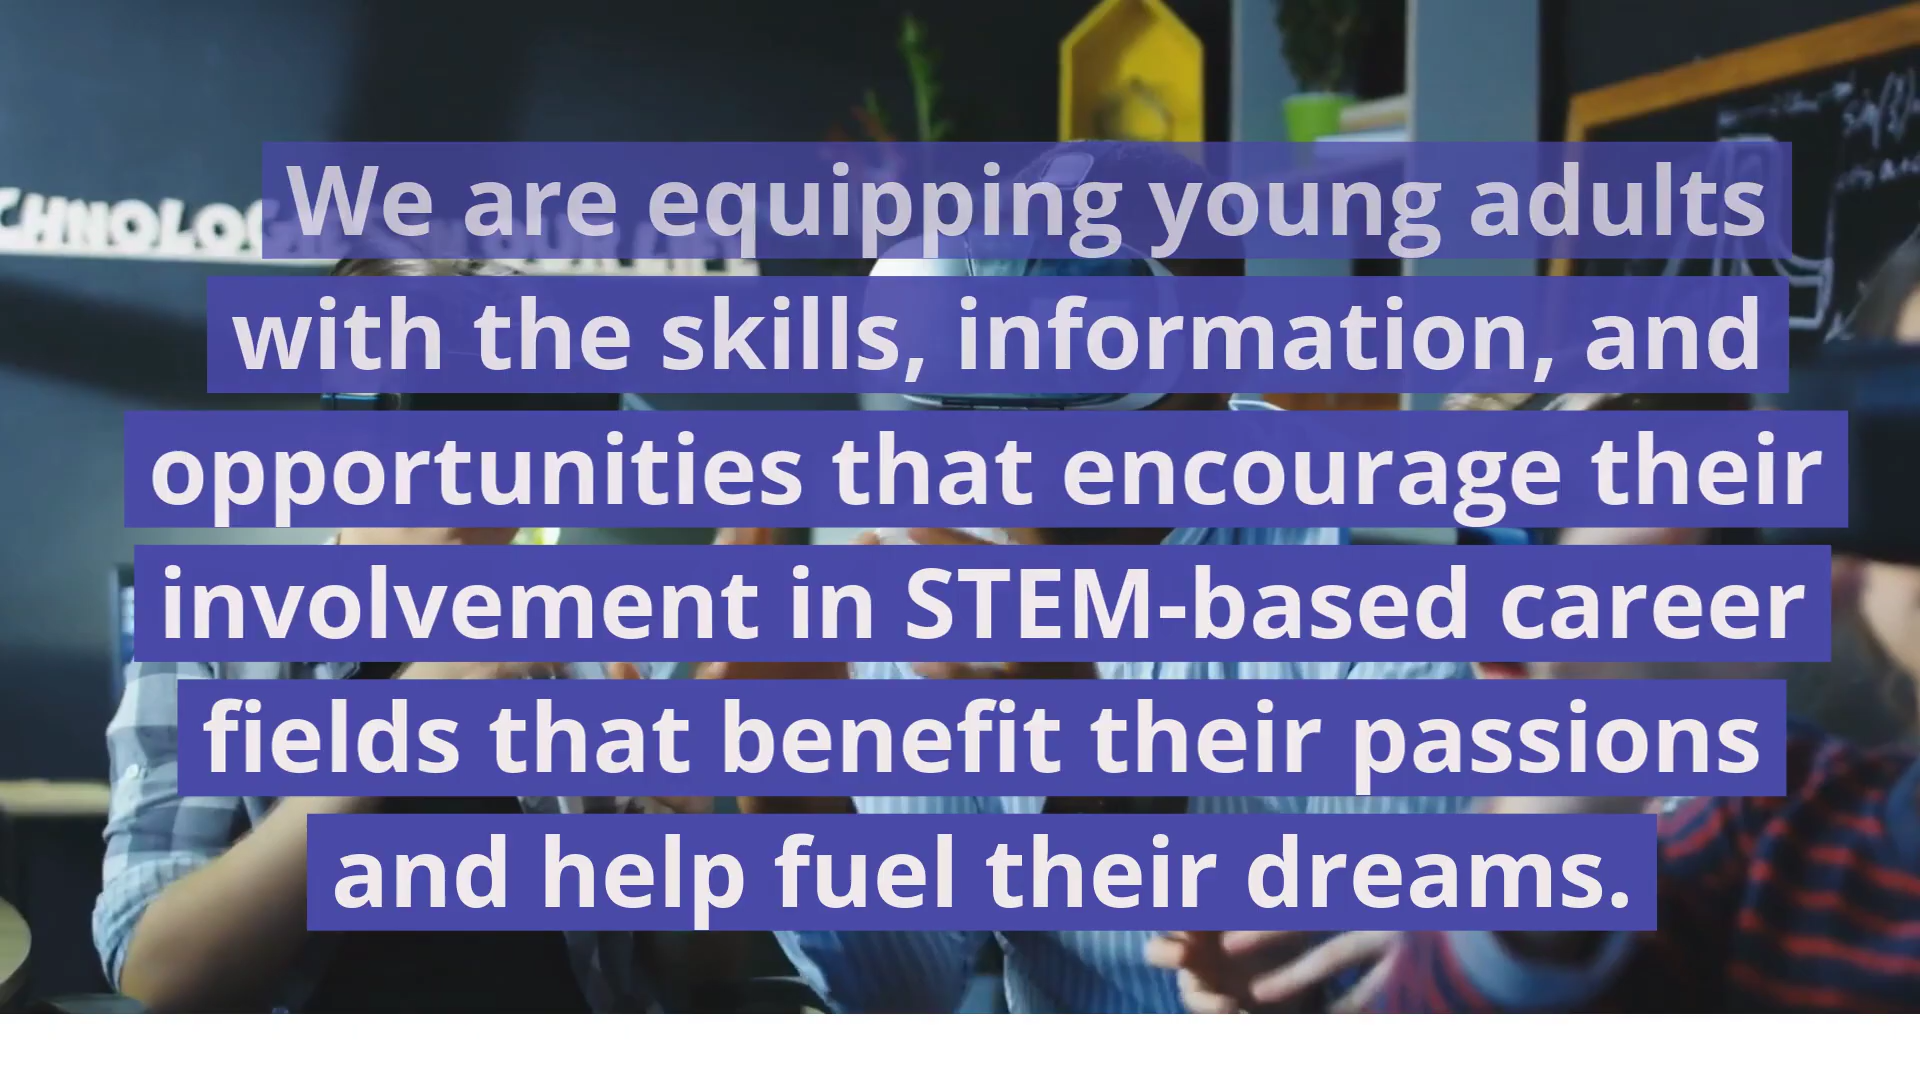 We are equipping young adults
with the skills, information, and
opportunities that encourage their
involvement in STEM-based career
fields that benefit their passions
and help fuel their dreams.